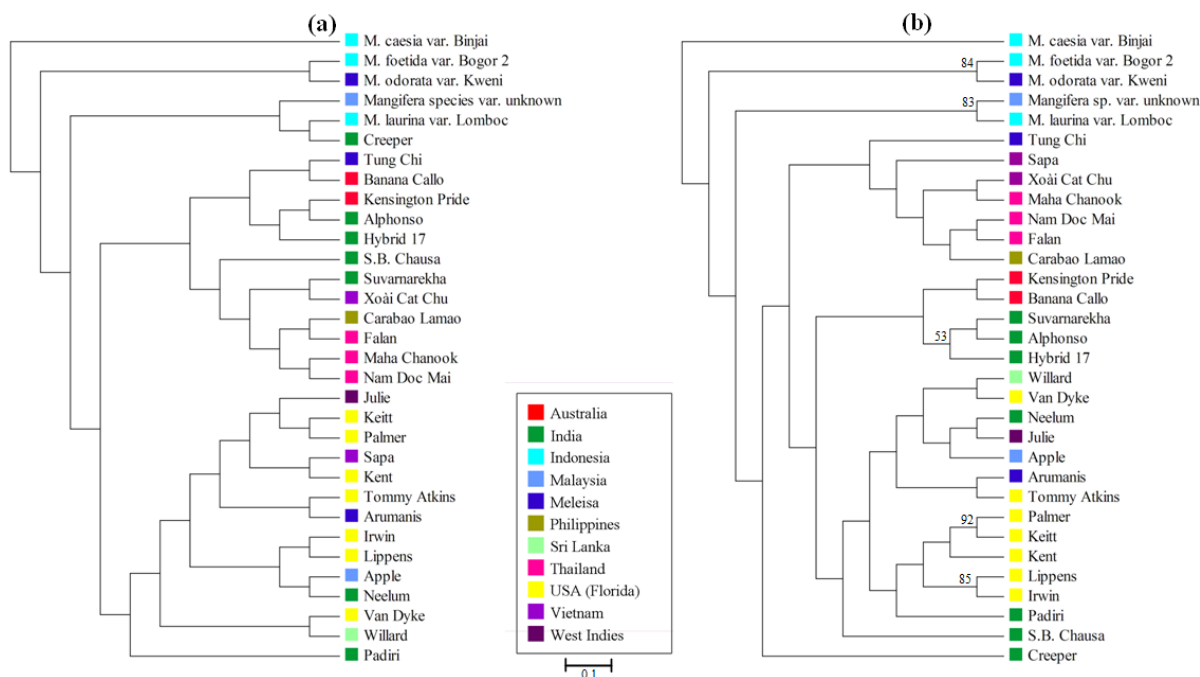 (a)
M. caesia var. Binjai
M. foetida var. Bogor 2
M. odorata var. Kweni
Mangifera species var. unknown
M. laurina var. Lomboc
Creeper
Tung Chi
Banana Callo
Kensington Pride
Alphonso
Hybrid 17
S.B. Chausa
Suvarnarekha
Xoài Cat Chu
Carabao Lamao
Falan
Maha Chanook
Nam Doc Mai
Julie
Keitt
Palmer
Sapa
Kent
Tommy Atkins
Arumanis
Irwin
Lippens
Apple
Neelum
Van Dyke
Willard
Padiri
Australia
India
Indonesia
Malaysia
Meleisa
Philippines
Sri Lanka
Thailand
USA (Florida)
Vietnam
West Indies
0.1
(b)
M. caesia var. Binjai
84
M. foetida var. Bogor 2
M. odorata var. Kweni
83
Mangifera sp. var. unknown
M. laurina var. Lomboc
Tung Chi
Sapa
Xoài Cat Chu
Maha Chanook
Nam Doc Mai
Falan
Carabao Lamao
Kensington Pride
Banana Callo
Suvarnarekha
53
Alphonso
Hybrid 17
Willard
Van Dyke
Neelum
Julie
Apple
Arumanis
Tommy Atkins
92
Palmer
Keitt
Kent
85
Lippens
Irwin
Padiri
S.B. Chausa
Creeper